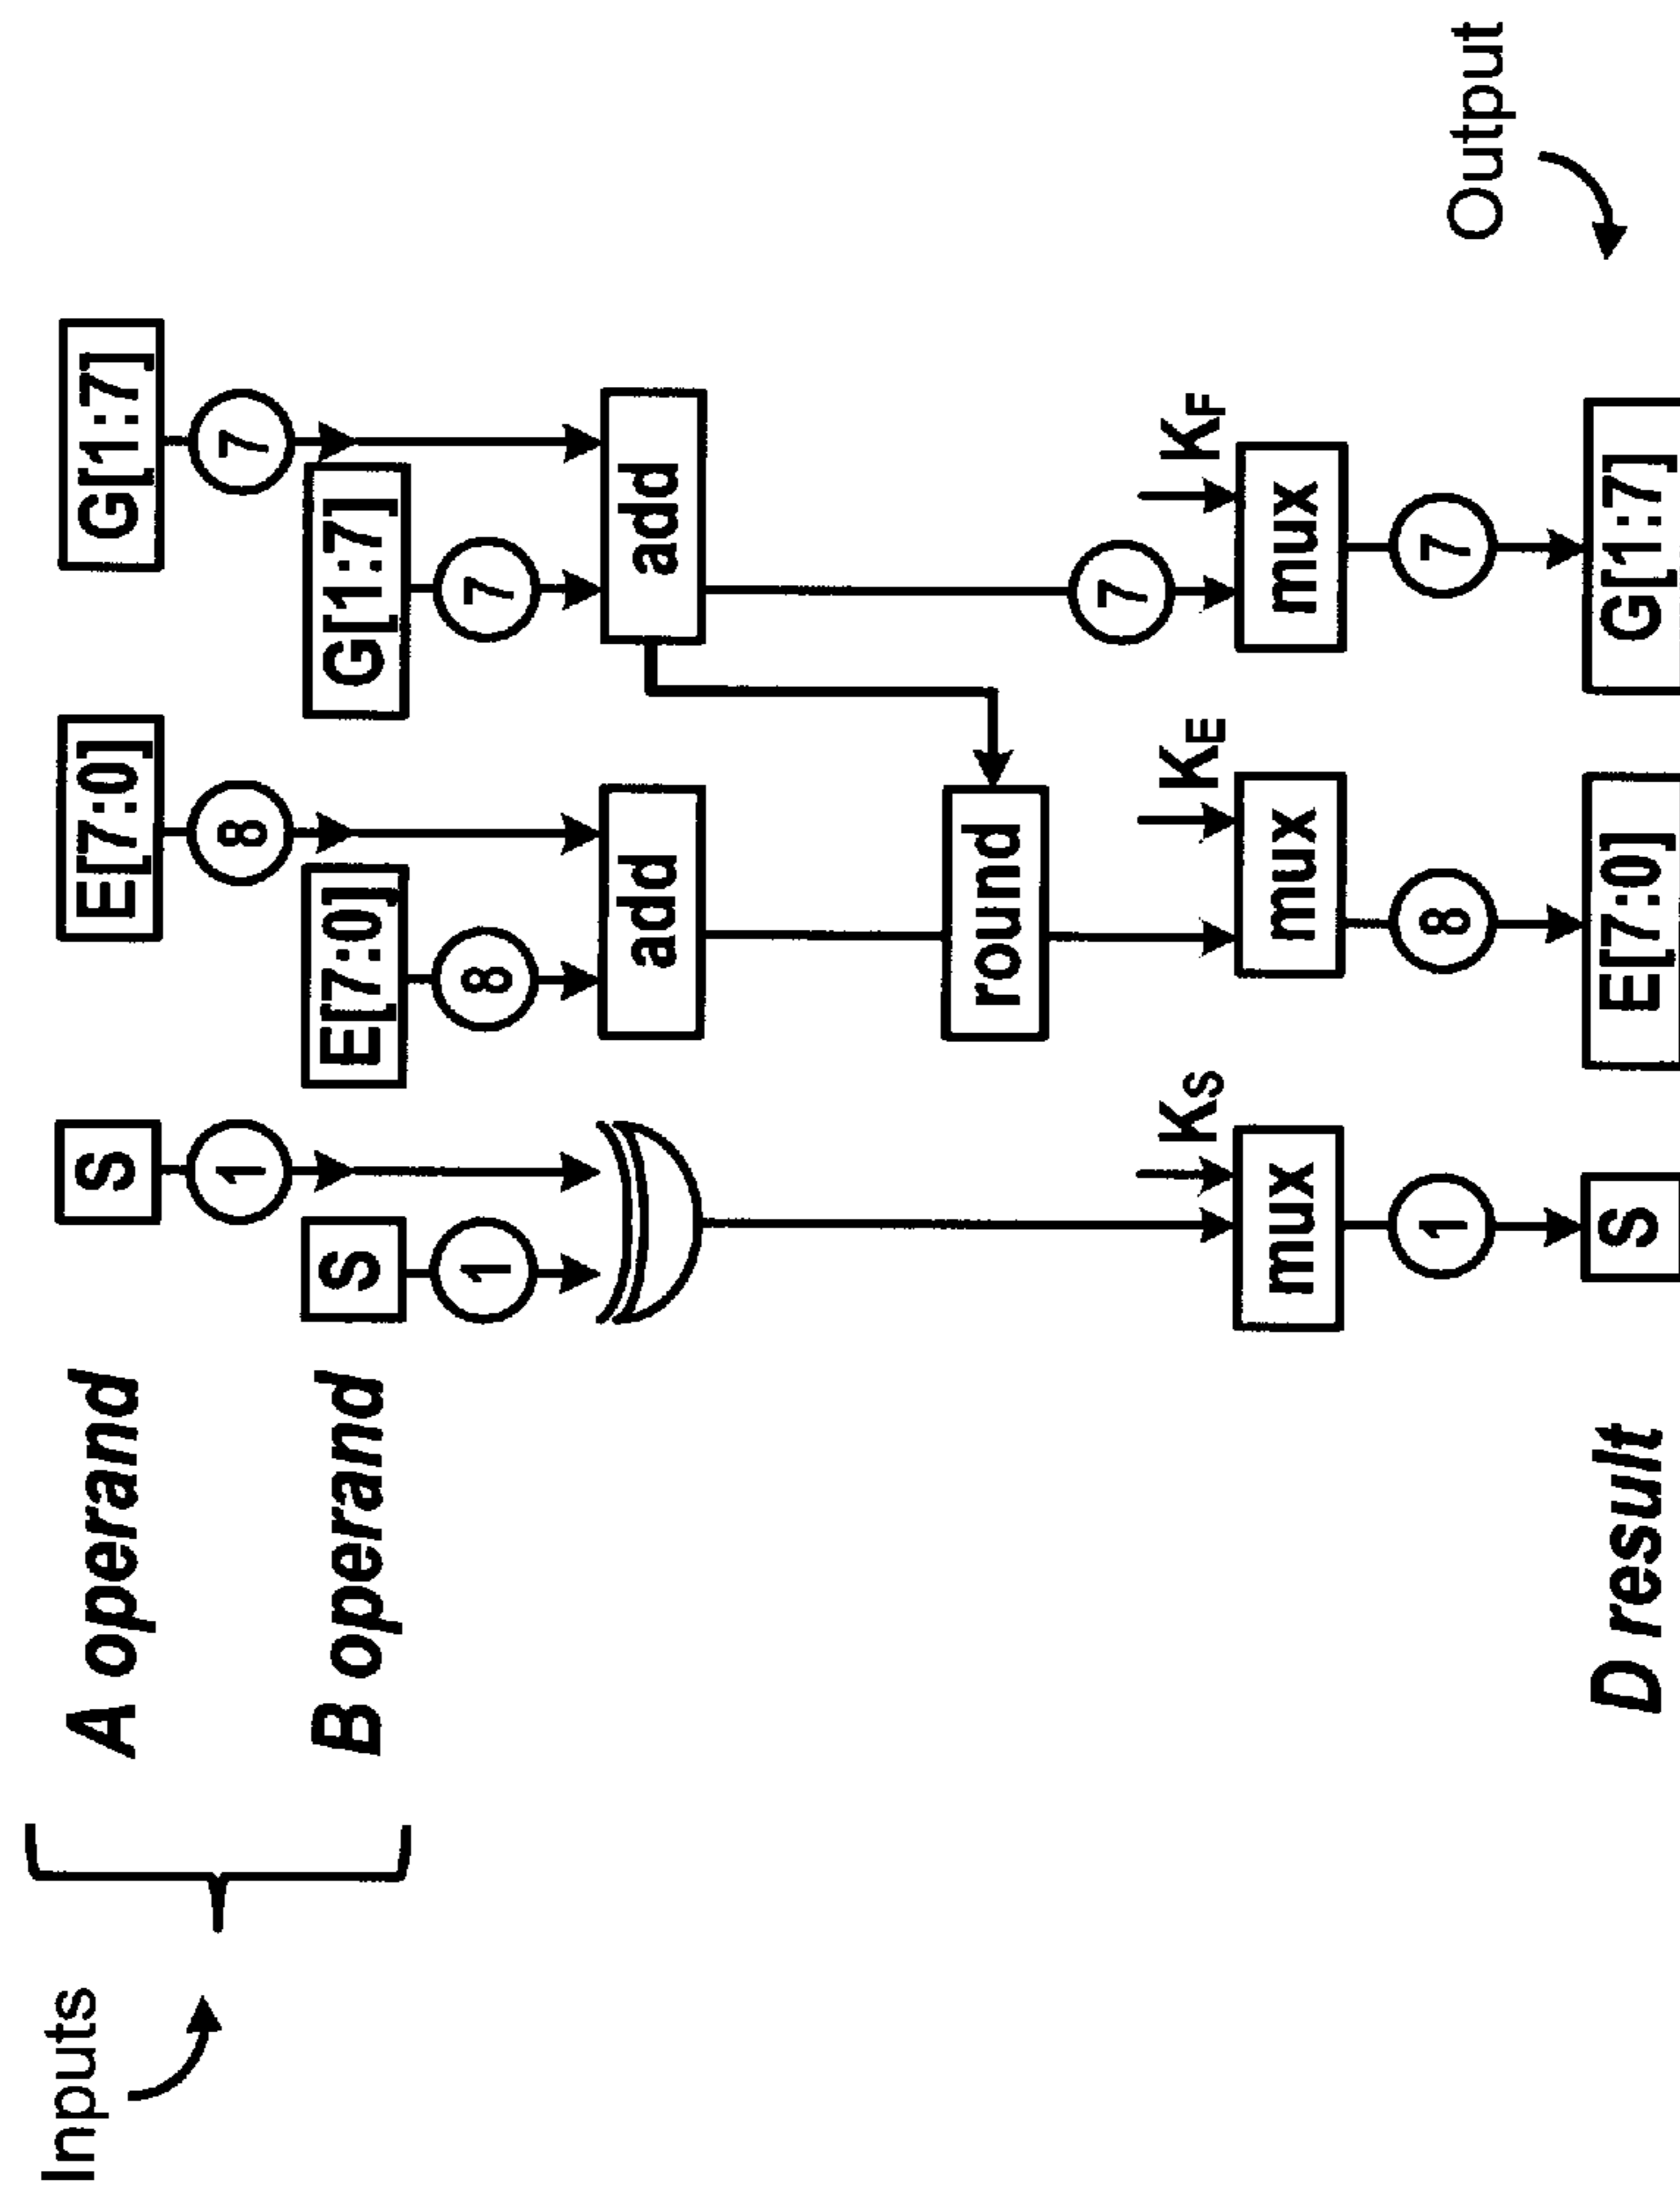 Inputs
A operand S E[7:0] G[1:7]
1 8 7
B operand S E[7:0] G[1:7]
1 8 7
add add
round
7
KS KE KF
mux mux mux
1 8 7
Output
D result S E[7:0] G[1:7]